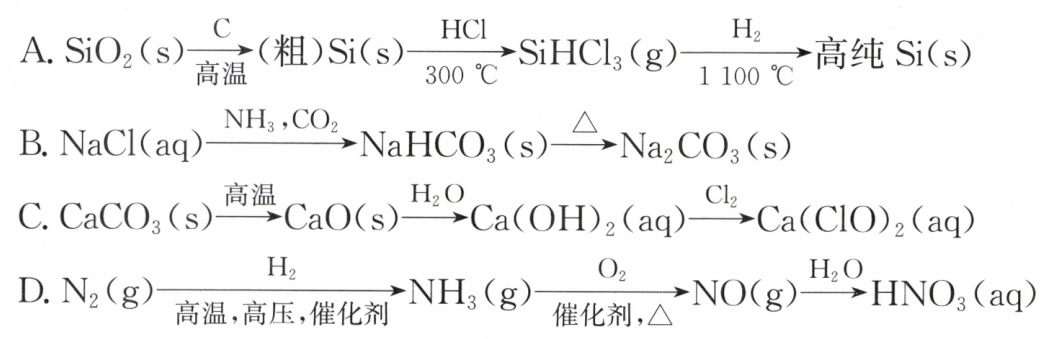 A. SiO₂(s) —C/高温→ (粗)Si(s) —HCl/300 ℃→ SiHCl₃(g) —H₂/1 100 ℃→ 高纯 Si(s)
B. NaCl(aq) —NH₃,CO₂→ NaHCO₃(s) —△→ Na₂CO₃(s)
C. CaCO₃(s) —高温→ CaO(s) —H₂O→ Ca(OH)₂(aq) —Cl₂→ Ca(ClO)₂(aq)
D. N₂(g) —H₂/高温,高压,催化剂→ NH₃(g) —O₂/催化剂,△→ NO(g) —H₂O→ HNO₃(aq)